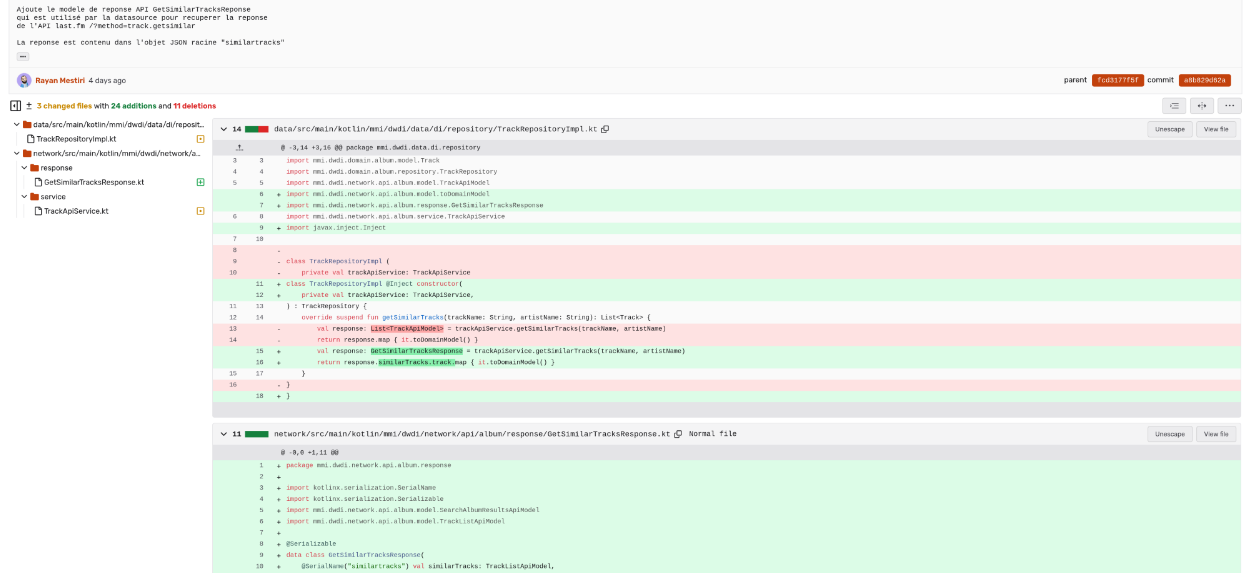 Ajoute le modele de reponse API GetSimilarTracksReponse
qui est utilisé par la datasource pour recuperer la reponse
de l'API last.fm /?method=track.getsimilar
La reponse est contenu dans l'objet JSON racine "similartracks"
...
Rayan Mestiri 4 days ago
parent fcd3177f5f commit a8b829d82a
3 changed files with 24 additions and 11 deletions
data/src/main/kotlin/mmi/dwdi/data/di/reposit...
TrackRepositoryImpl.kt
network/src/main/kotlin/mmi/dwdi/network/a...
response
GetSimilarTracksResponse.kt
service
TrackApiService.kt
14 data/src/main/kotlin/mmi/dwdi/data/di/repository/TrackRepositoryImpl.kt Unescape View file
@ -3,14 +3,16 @@ package mmi.dwdi.data.di.repository
3 3 import mmi.dwdi.domain.album.model.Track
4 4 import mmi.dwdi.domain.album.repository.TrackRepository
5 5 import mmi.dwdi.network.api.album.model.TrackApiModel
6 + import mmi.dwdi.network.api.album.model.toDomainModel
7 + import mmi.dwdi.network.api.album.response.GetSimilarTracksResponse
6 8 import mmi.dwdi.network.api.album.service.TrackApiService
9 + import javax.inject.Inject
7 10
8 -
9 - class TrackRepositoryImpl (
10 - private val trackApiService: TrackApiService
11 + class TrackRepositoryImpl @Inject constructor(
12 + private val trackApiService: TrackApiService,
11 13 ) : TrackRepository {
12 14 override suspend fun getSimilarTracks(trackName: String, artistName: String): List<Track> {
13 - val response: List<TrackApiModel> = trackApiService.getSimilarTracks(trackName, artistName)
14 - return response.map { it.toDomainModel() }
15 + val response: GetSimilarTracksResponse = trackApiService.getSimilarTracks(trackName, artistName)
16 + return response.similarTracks.track.map { it.toDomainModel() }
15 17 }
16 - }
18 + }
11 network/src/main/kotlin/mmi/dwdi/network/api/album/response/GetSimilarTracksResponse.kt Normal file Unescape View file
@ -0,0 +1,11 @@
1 + package mmi.dwdi.network.api.album.response
2 +
3 + import kotlinx.serialization.SerialName
4 + import kotlinx.serialization.Serializable
5 + import mmi.dwdi.network.api.album.model.SearchAlbumResultsApiModel
6 + import mmi.dwdi.network.api.album.model.TrackListApiModel
7 +
8 + @Serializable
9 + data class GetSimilarTracksResponse(
10 + @SerialName("similartracks") val similarTracks: TrackListApiModel,